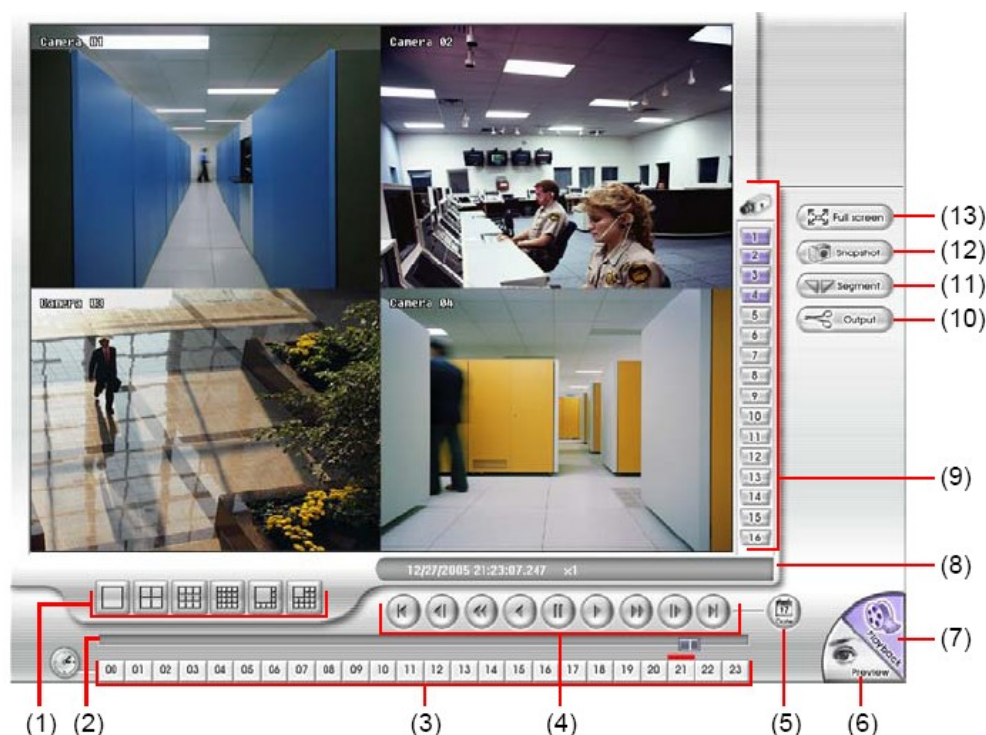 Camera 01
Camera 02
Camera 03
Camera 04
1
2
3
4
5
6
7
8
9
10
11
12
13
14
15
16
Full screen
(13)
Snapshot
(12)
Segment
(11)
Output
(10)
(9)
12/27/2005 21:23:07.247 x1
(8)
17
Date
Playback
(7)
Preview
00 01 02 03 04 05 06 07 08 09 10 11 12 13 14 15 16 17 18 19 20 21 22 23
(1) (2) (3) (4) (5) (6)